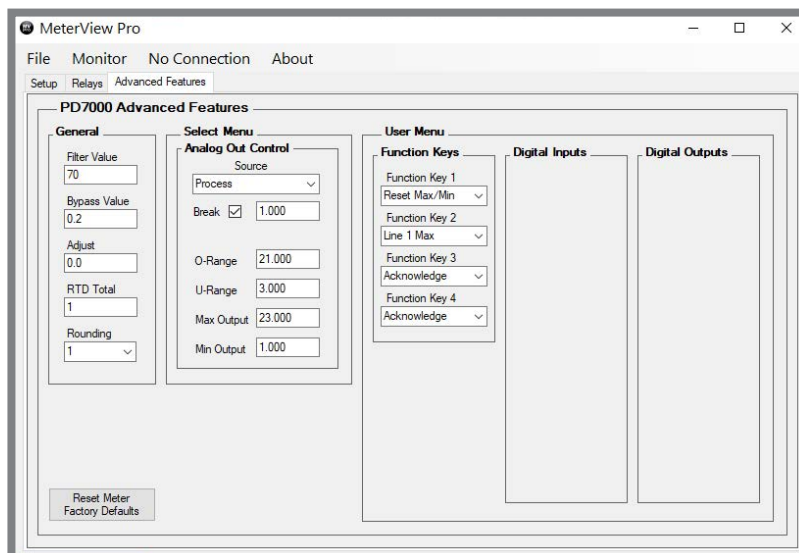 MeterView Pro
File Monitor No Connection About
Setup Relays Advanced Features
PD7000 Advanced Features
General
Filter Value
70
Bypass Value
0.2
Adjust
0.0
RTD Total
1
Rounding
1
Select Menu
Analog Out Control
Source
Process
Break 1.000
O-Range 21.000
U-Range 3.000
Max Output 23.000
Min Output 1.000
User Menu
Function Keys
Function Key 1
Reset Max/Min
Function Key 2
Line 1 Max
Function Key 3
Acknowledge
Function Key 4
Acknowledge
Digital Inputs
Digital Outputs
Reset Meter
Factory Defaults